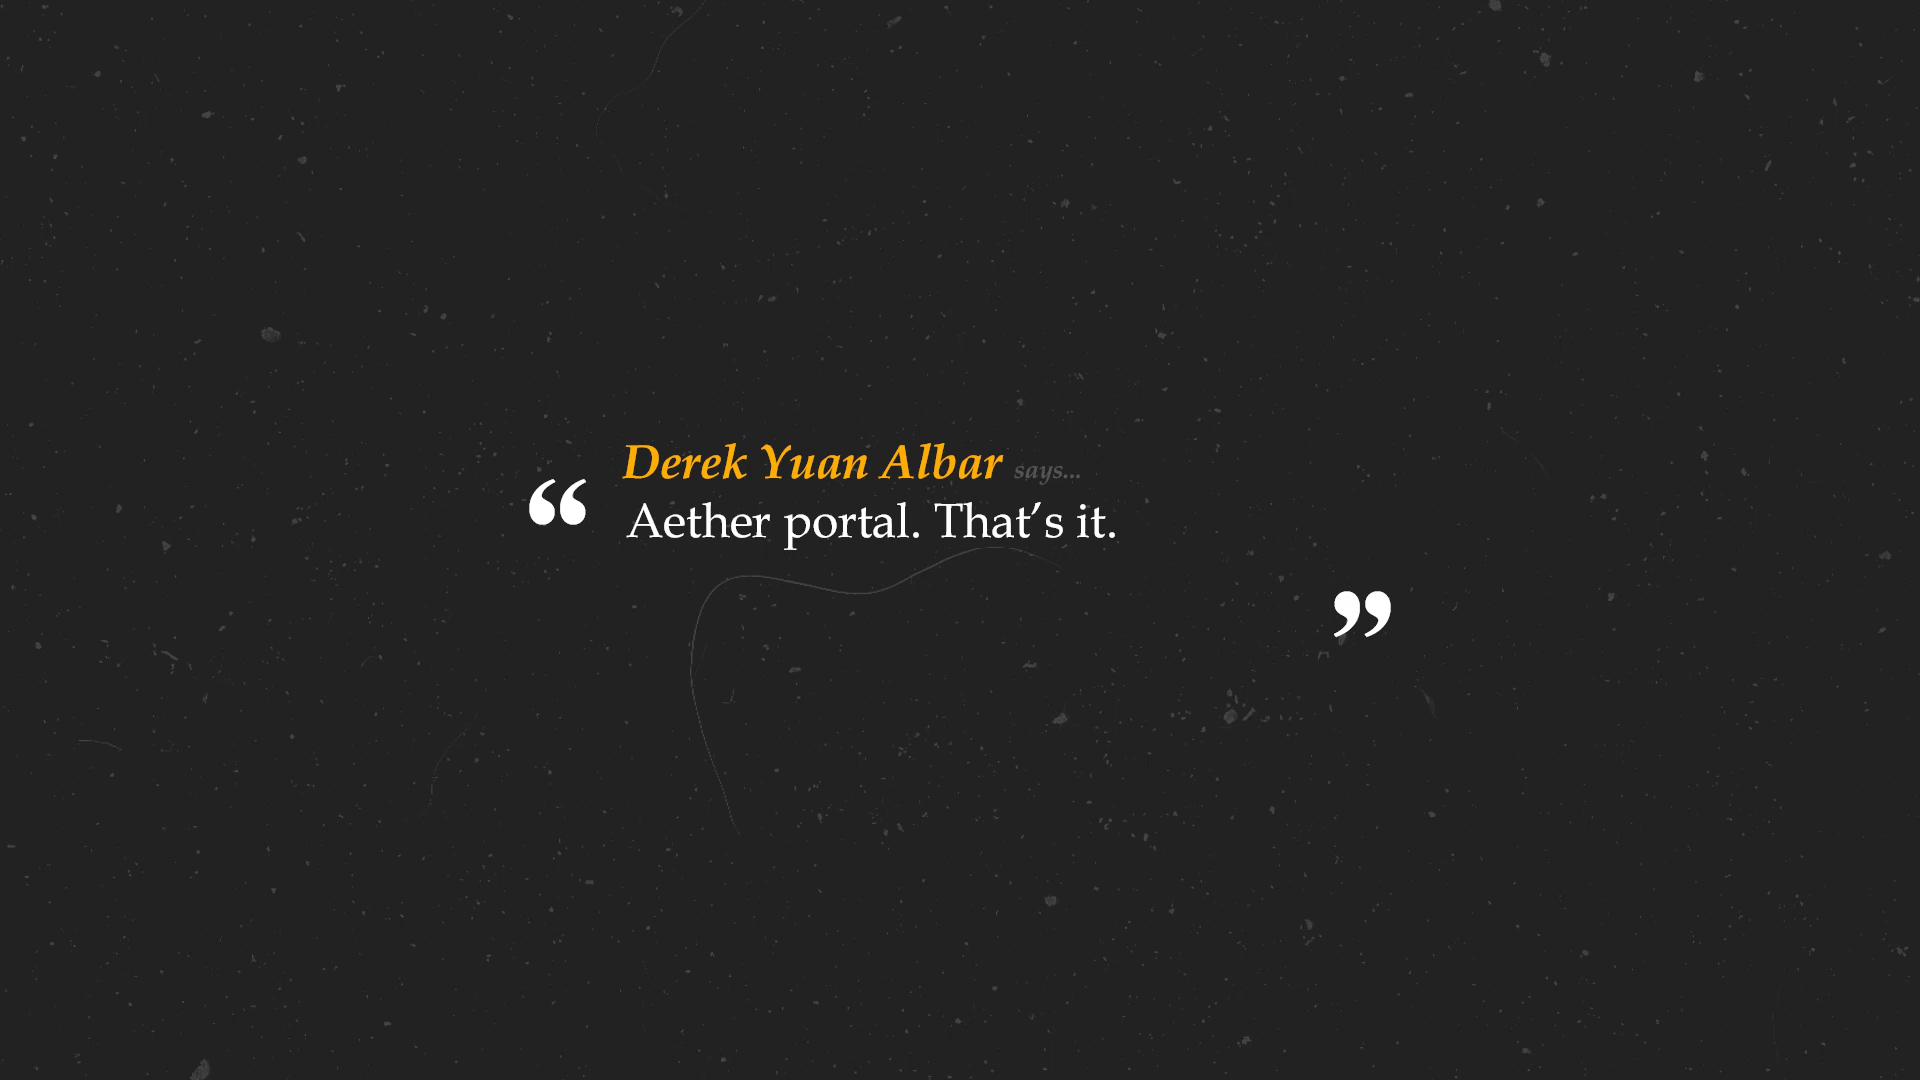 Derek Yuan Albar says...
“ Aether portal. That’s it.
”